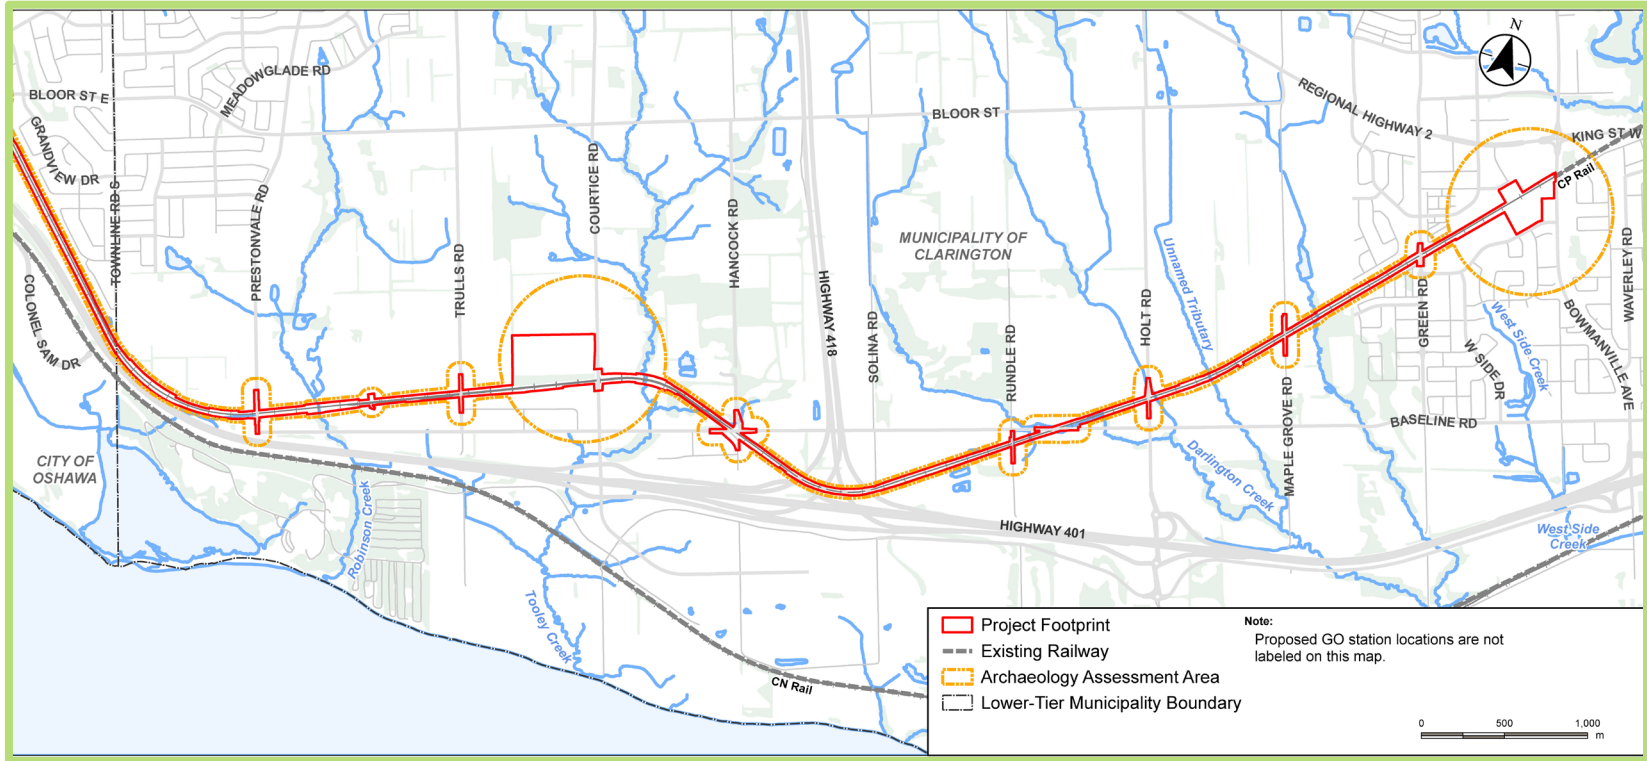 N
BLOOR ST E
MEADOWGLADE RD
GRANDVIEW DR
TOWNLINE RD S
PRESTONVALE RD
TRULLS RD
COURTICE RD
HANCOCK RD
HIGHWAY 418
SOLINA RD
BLOOR ST
MUNICIPALITY OF
CLARINGTON
RUNDLE RD
HOLT RD
Unnamed Tributary
MAPLE GROVE RD
REGIONAL HIGHWAY 2
KING ST W
CP Rail
GREEN RD
W SIDE DR
West Side Creek
BOWMANVILLE AVE
WAVERLEY RD
BASELINE RD
Darlington Creek
COLONEL SAM DR
CITY OF
OSHAWA
Robinson Creek
Tooley Creek
HIGHWAY 401
West Side
Creek
CN Rail
Project Footprint
Existing Railway
Archaeology Assessment Area
Lower-Tier Municipality Boundary
Note:
Proposed GO station locations are not
labeled on this map.
0 500 1,000
m